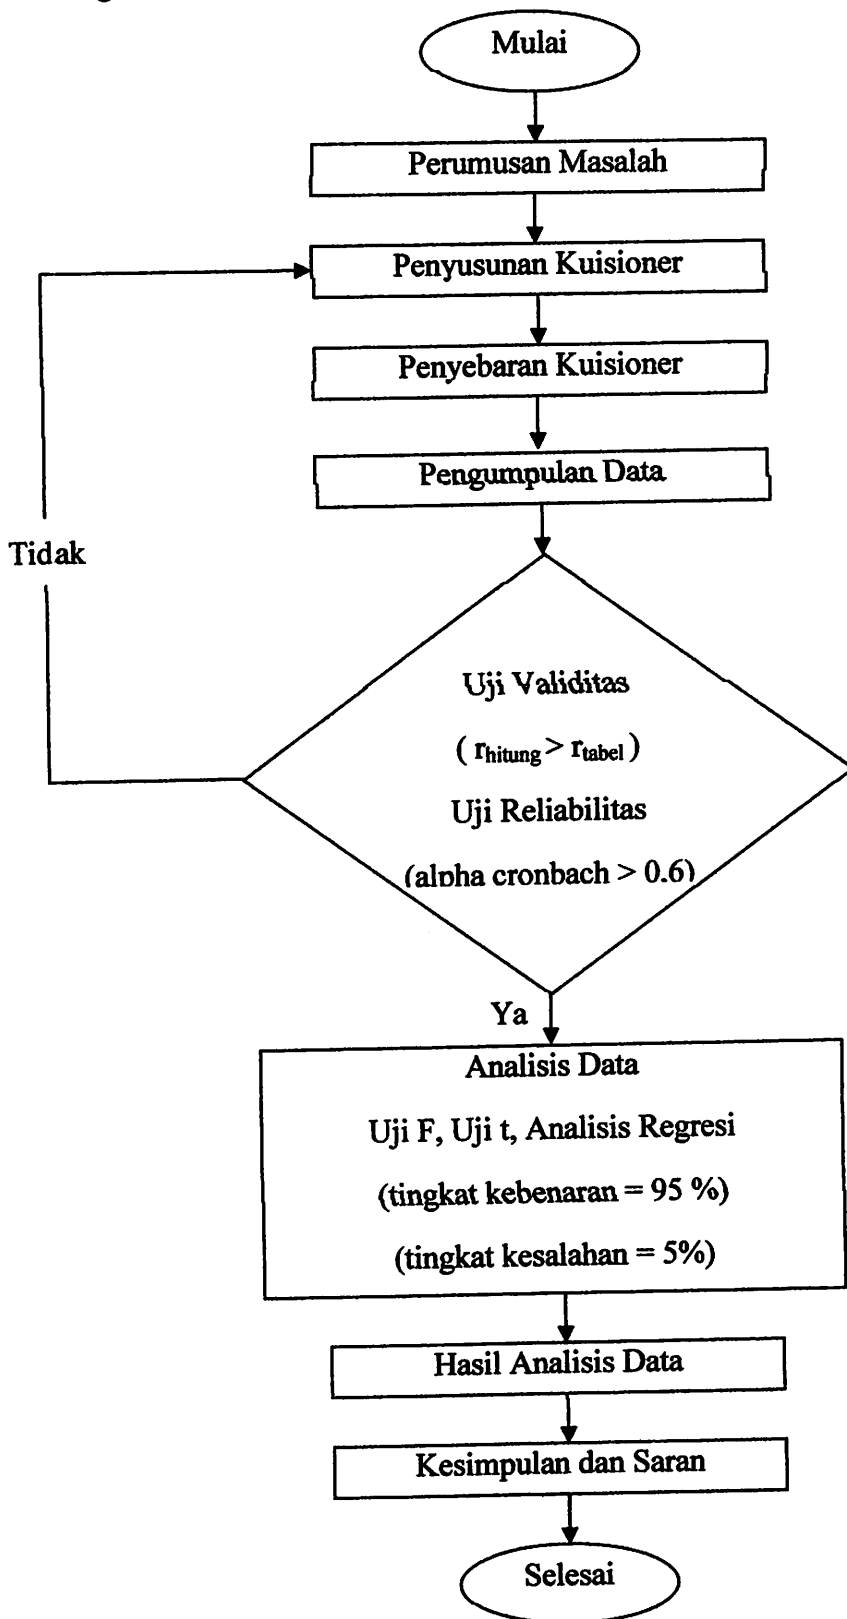 Mulai
Perumusan Masalah
Penyusunan Kuisioner
Penyebaran Kuisioner
Pengumpulan Data
Tidak
Uji Validitas
( rhitung > rtabel )
Uji Reliabilitas
(alpha cronbach > 0.6)
Ya
Analisis Data
Uji F, Uji t, Analisis Regresi
(tingkat kebenaran = 95 %)
(tingkat kesalahan = 5%)
Hasil Analisis Data
Kesimpulan dan Saran
Selesai